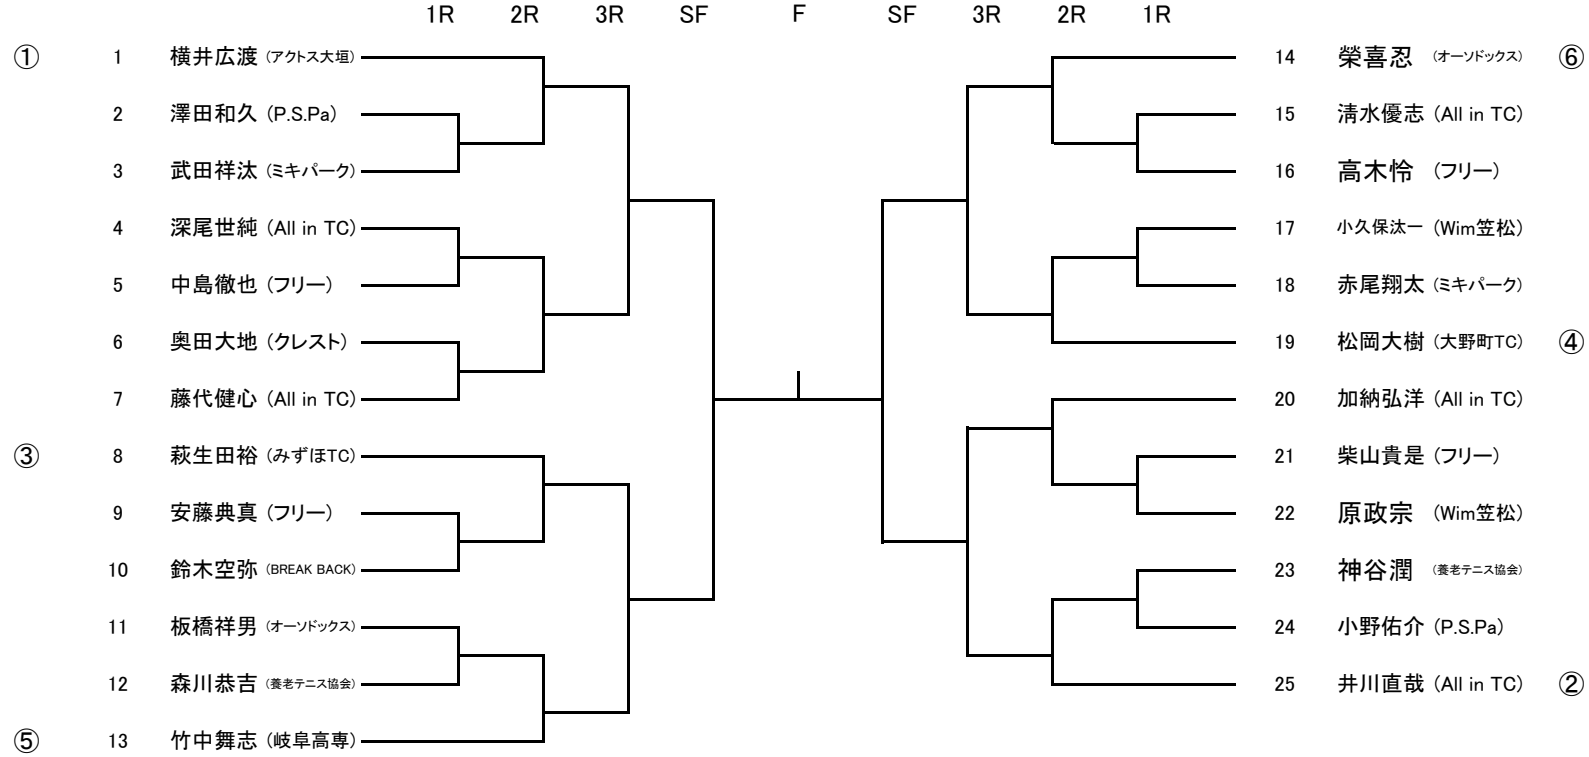 1R 2R 3R SF F SF 3R 2R 1R
① 1 横井広渡 (アクトス大垣) 14 榮喜忍 (オーソドックス) ⑥
2 澤田和久 (P.S.Pa) 15 清水優志 (All in TC)
3 武田祥汰 (ミキパーク) 16 高木怜 (フリー)
4 深尾世純 (All in TC) 17 小久保汰一 (Wim笠松)
5 中島徹也 (フリー) 18 赤尾翔太 (ミキパーク)
6 奥田大地 (クレスト) 19 松岡大樹 (大野町TC) ④
7 藤代健心 (All in TC) 20 加納弘洋 (All in TC)
③ 8 萩生田裕 (みずほTC) 21 柴山貴是 (フリー)
9 安藤典真 (フリー) 22 原政宗 (Wim笠松)
10 鈴木空弥 (BREAK BACK) 23 神谷潤 (養老テニス協会)
11 板橋祥男 (オーソドックス) 24 小野佑介 (P.S.Pa)
12 森川恭吉 (養老テニス協会) 25 井川直哉 (All in TC) ②
⑤ 13 竹中舞志 (岐阜高専)